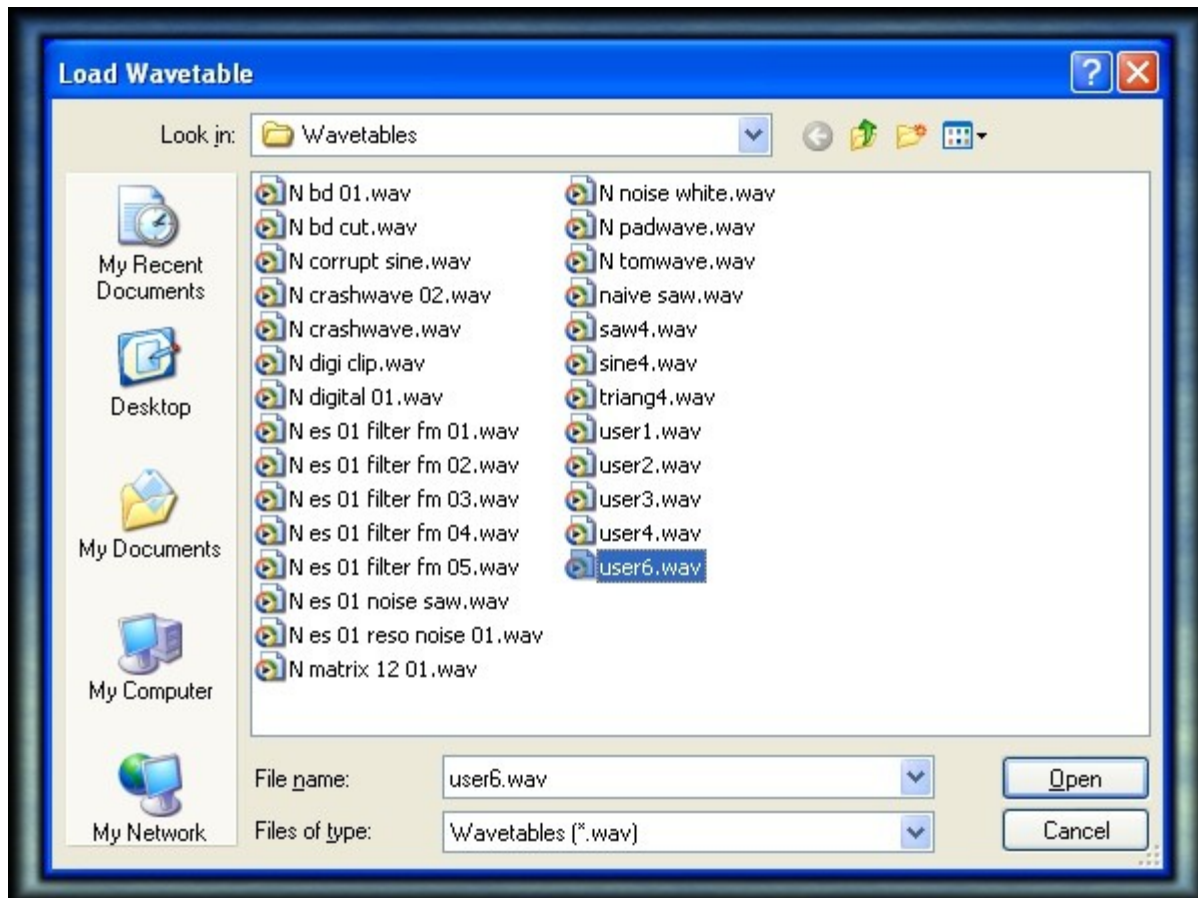 Load Wavetable
Look in: Wavetables
My Recent
Documents
Desktop
My Documents
My Computer
My Network
N bd 01.wav
N bd cut.wav
N corrupt sine.wav
N crashwave 02.wav
N crashwave.wav
N digi clip.wav
N digital 01.wav
N es 01 filter fm 01.wav
N es 01 filter fm 02.wav
N es 01 filter fm 03.wav
N es 01 filter fm 04.wav
N es 01 filter fm 05.wav
N es 01 noise saw.wav
N es 01 reso noise 01.wav
N matrix 12 01.wav
N noise white.wav
N padwave.wav
N tomwave.wav
naive saw.wav
saw4.wav
sine4.wav
triang4.wav
user1.wav
user2.wav
user3.wav
user4.wav
user6.wav
File name: user6.wav
Open
Files of type: Wavetables (*.wav)
Cancel